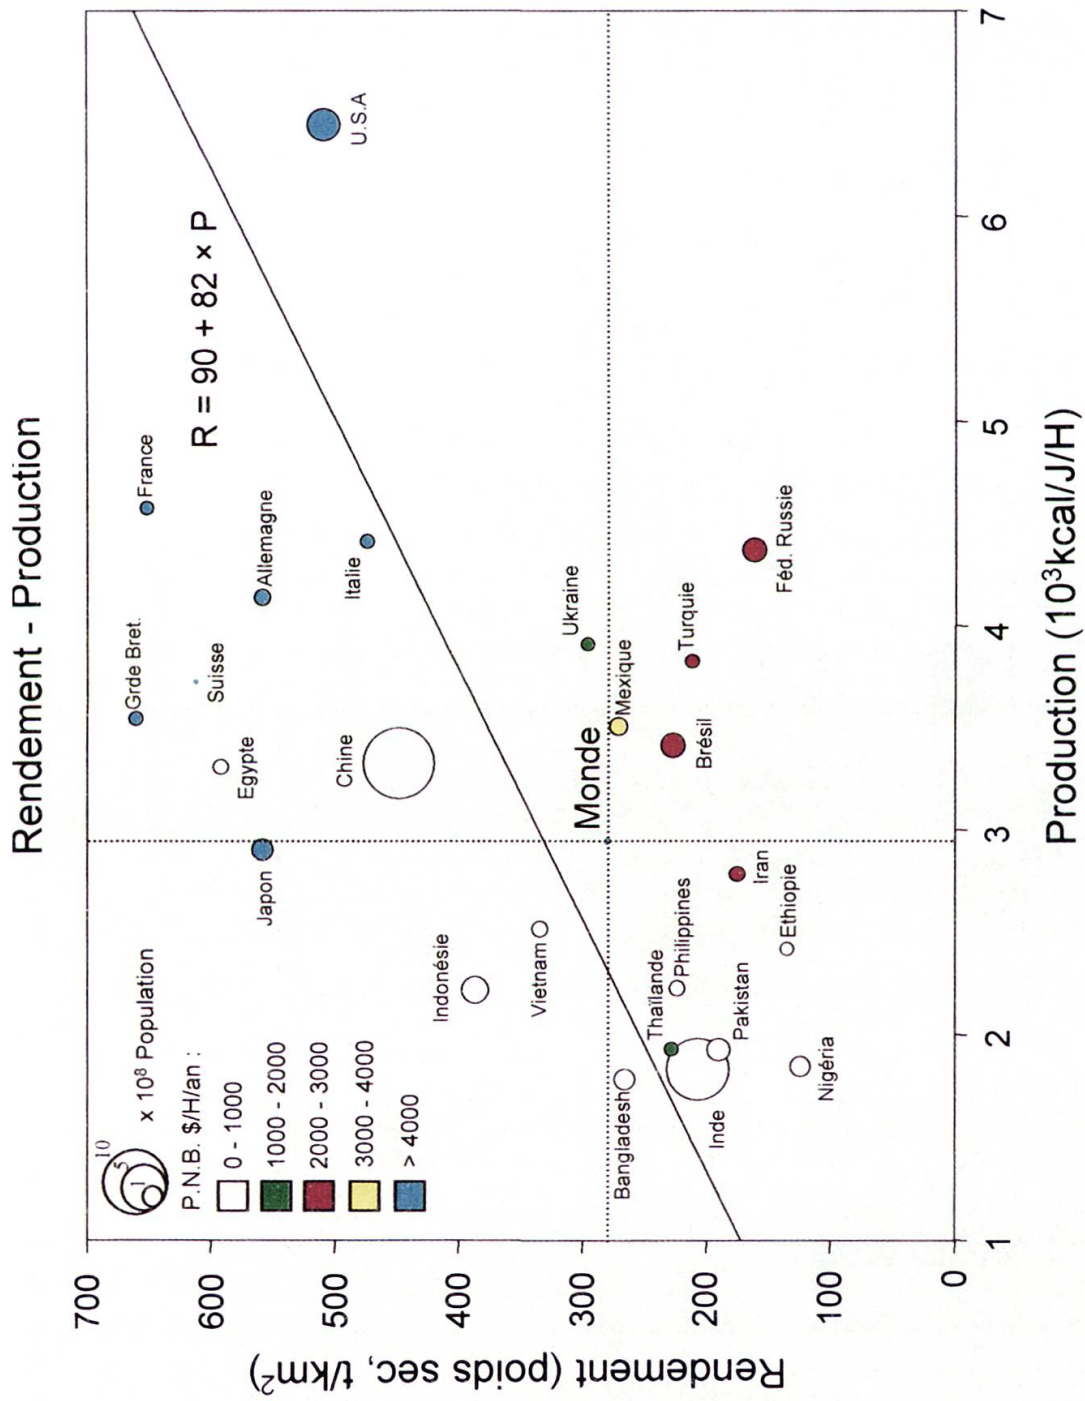 Rendement - Production
Rendement (poids sec, t/km²)
700
600
500
400
300
200
100
0
10
5
1
x 10⁸ Population
P.N.B. $/H/an :
0 - 1000
1000 - 2000
2000 - 3000
3000 - 4000
> 4000
Grde Bret.
France
Suisse
R = 90 + 82 × P
Egypte
Allemagne
Japon
U.S.A
Italie
Chine
Indonésie
Vietnam
Ukraine
Monde
Mexique
Bangladesh
Thaïlande
Philippines
Turquie
Brésil
Inde
Pakistan
Iran
Féd. Russie
Ethiopie
Nigéria
1
2
3
4
5
6
7
Production (10³kcal/J/H)